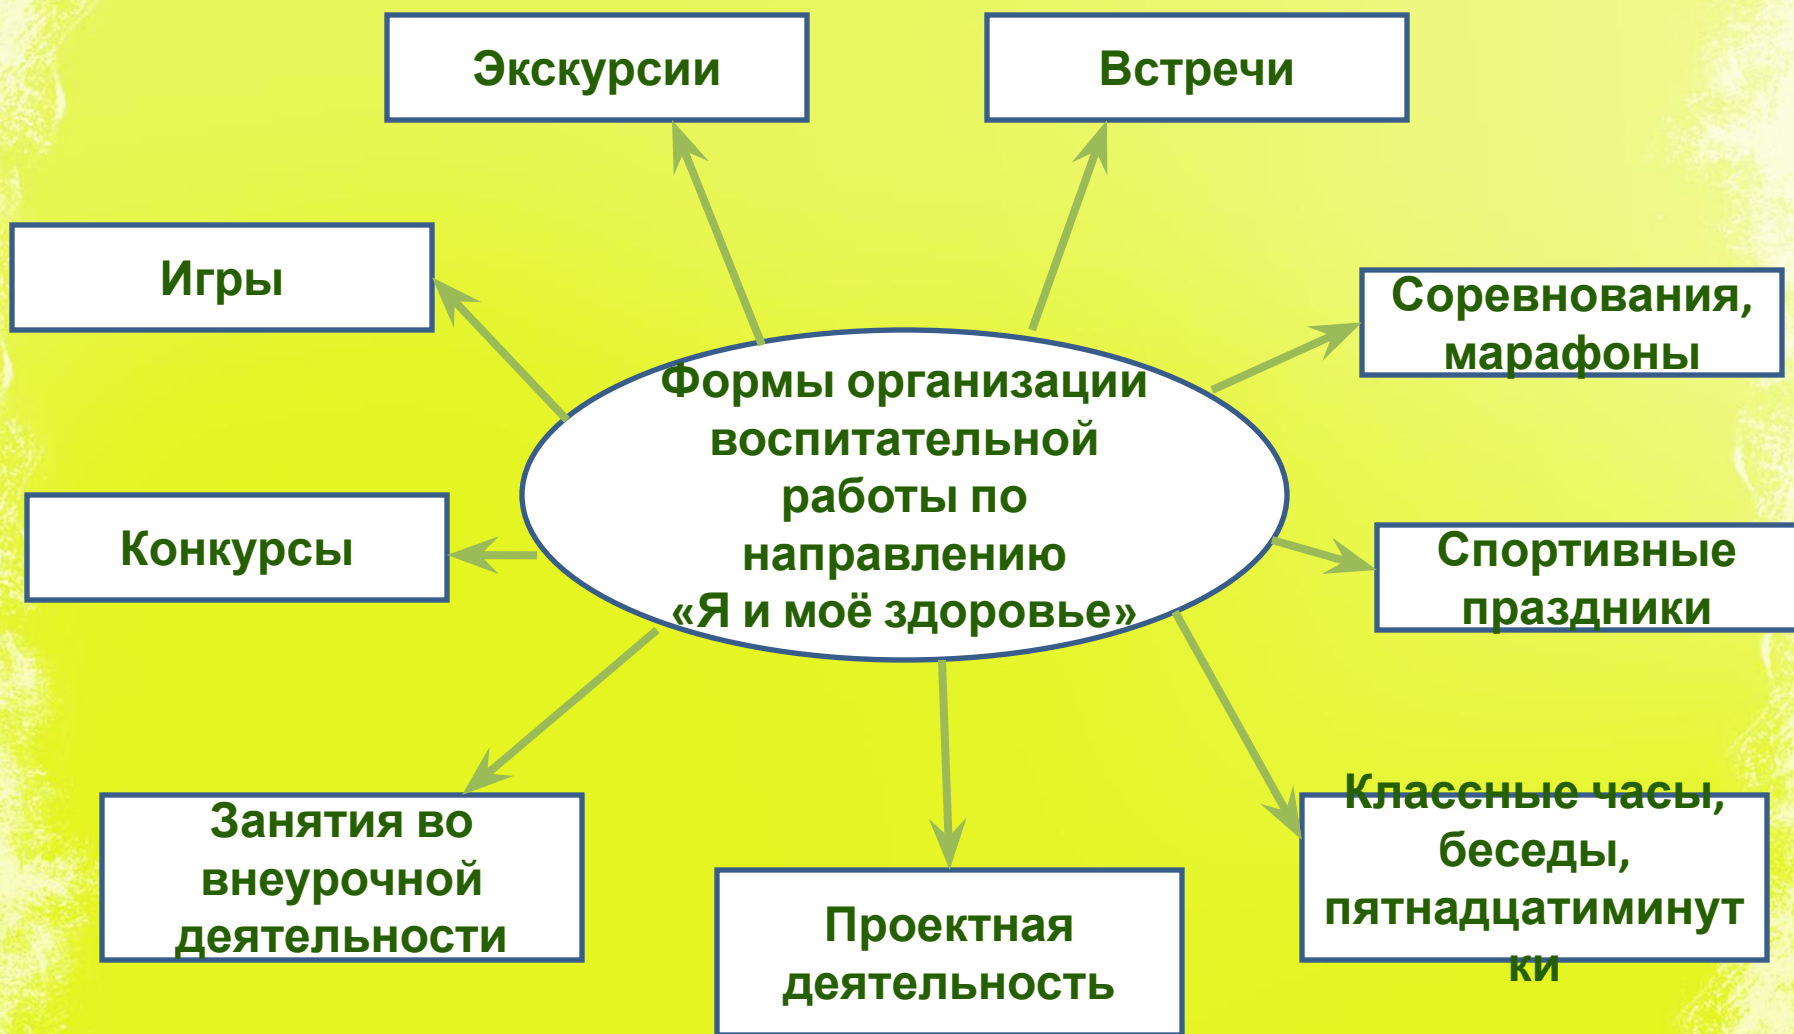 Экскурсии
Встречи
Игры
Соревнования,
марафоны
Формы организации
воспитательной
работы по
направлению
«Я и моё здоровье»
Конкурсы
Спортивные
праздники
Занятия во
внеурочной
деятельности
Проектная
деятельность
Классные часы,
беседы,
пятнадцатиминут
ки